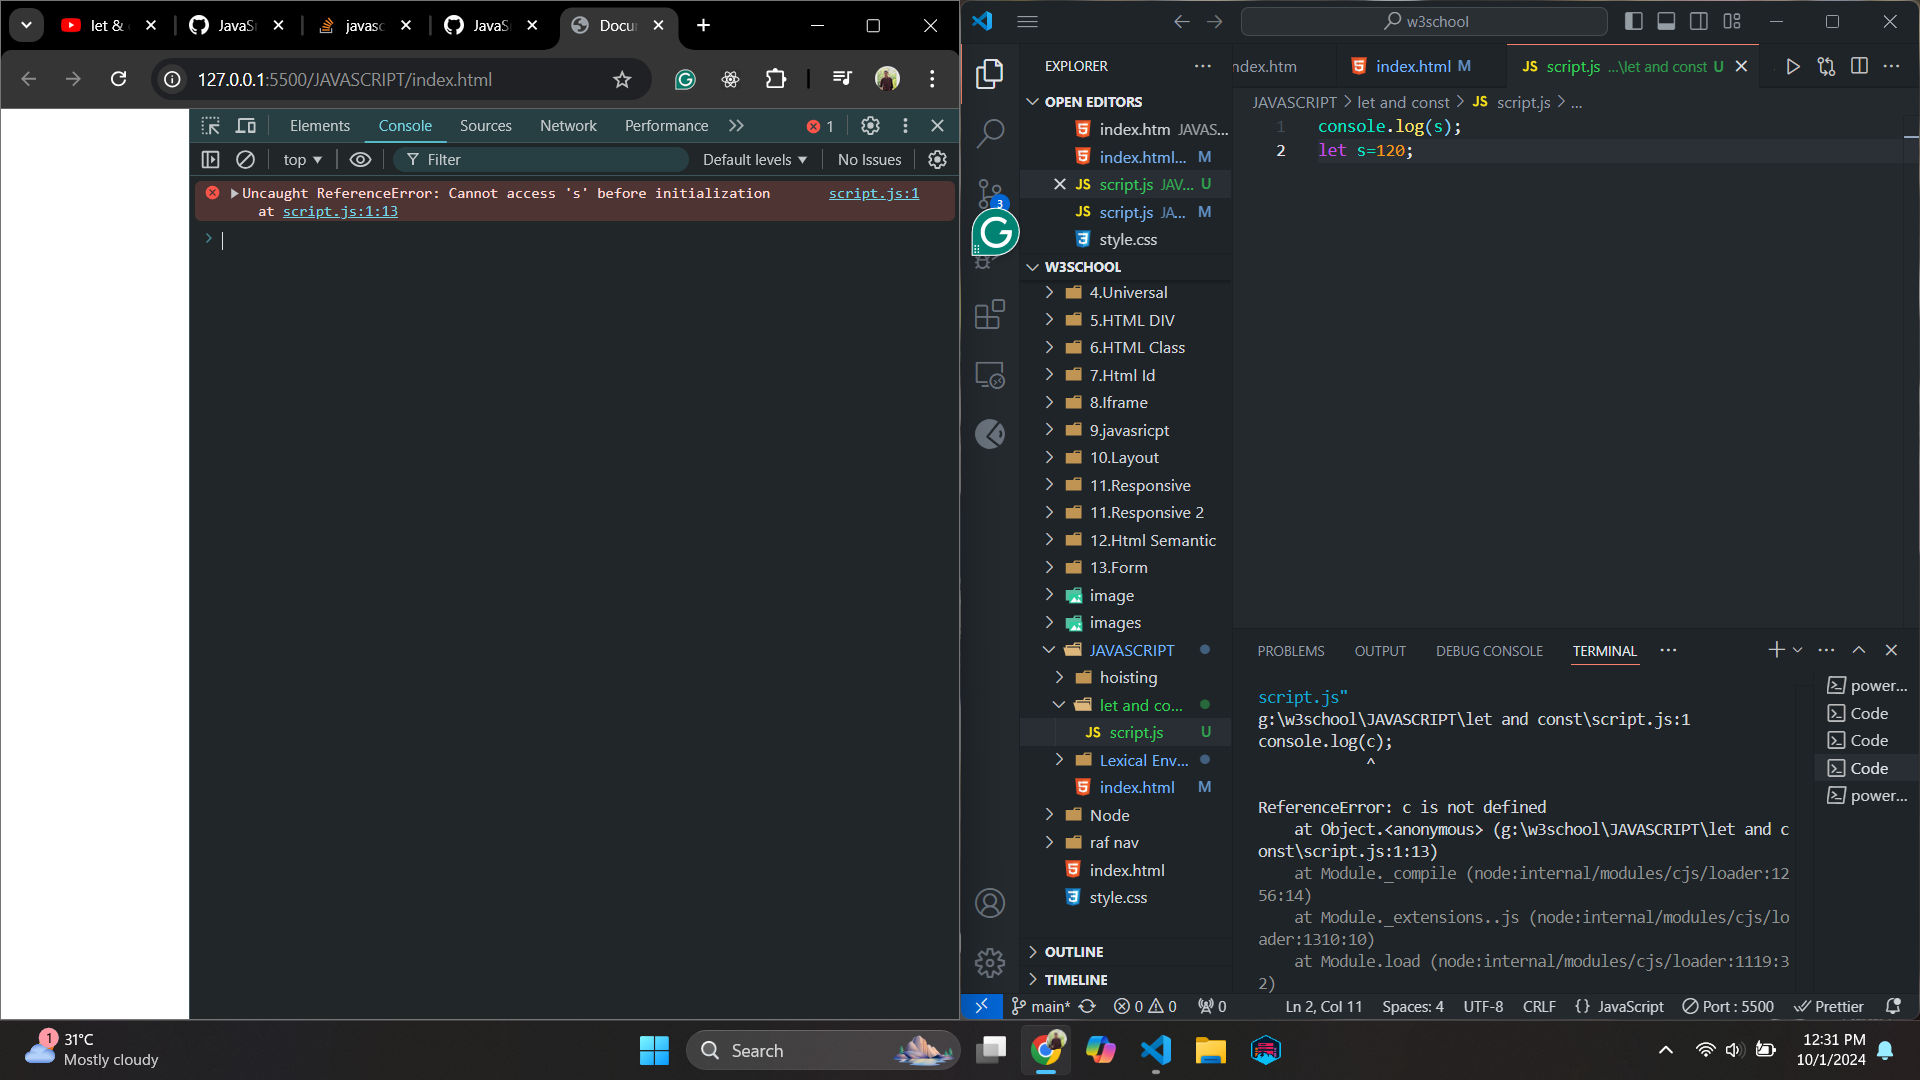 let &
JavaS
javasc
JavaS
Docu
127.0.0.1:5500/JAVASCRIPT/index.html
Elements
Console
Sources
Network
Performance
1
top
Filter
Default levels
No Issues
Uncaught ReferenceError: Cannot access 's' before initialization
script.js:1
at script.js:1:13
w3school
EXPLORER
OPEN EDITORS
index.htm JAVAS...
index.html... M
script.js JAV... U
script.js JA... M
style.css
W3SCHOOL
4.Universal
5.HTML DIV
6.HTML Class
7.Html Id
8.Iframe
9.javasricpt
10.Layout
11.Responsive
11.Responsive 2
12.Html Semantic
13.Form
image
images
JAVASCRIPT
hoisting
let and co...
JS script.js U
Lexical Env...
index.html M
Node
raf nav
index.html
style.css
OUTLINE
TIMELINE
3
ndex.htm
index.html M
JS script.js ...\let and const U
JAVASCRIPT > let and const > JS script.js > ...
1 console.log(s);
2 let s=120;
PROBLEMS
OUTPUT
DEBUG CONSOLE
TERMINAL
script.js"
g:\w3school\JAVASCRIPT\let and const\script.js:1
console.log(c);
^
ReferenceError: c is not defined
at Object.<anonymous> (g:\w3school\JAVASCRIPT\let and c
onst\script.js:1:13)
at Module._compile (node:internal/modules/cjs/loader:12
56:14)
at Module._extensions..js (node:internal/modules/cjs/lo
ader:1310:10)
at Module.load (node:internal/modules/cjs/loader:1119:3
2)
power...
Code
Code
Code
power...
main*
0
0
0
Ln 2, Col 11
Spaces: 4
UTF-8
CRLF
{} JavaScript
Port : 5500
Prettier
1
31°C
Mostly cloudy
Search
12:31 PM
10/1/2024